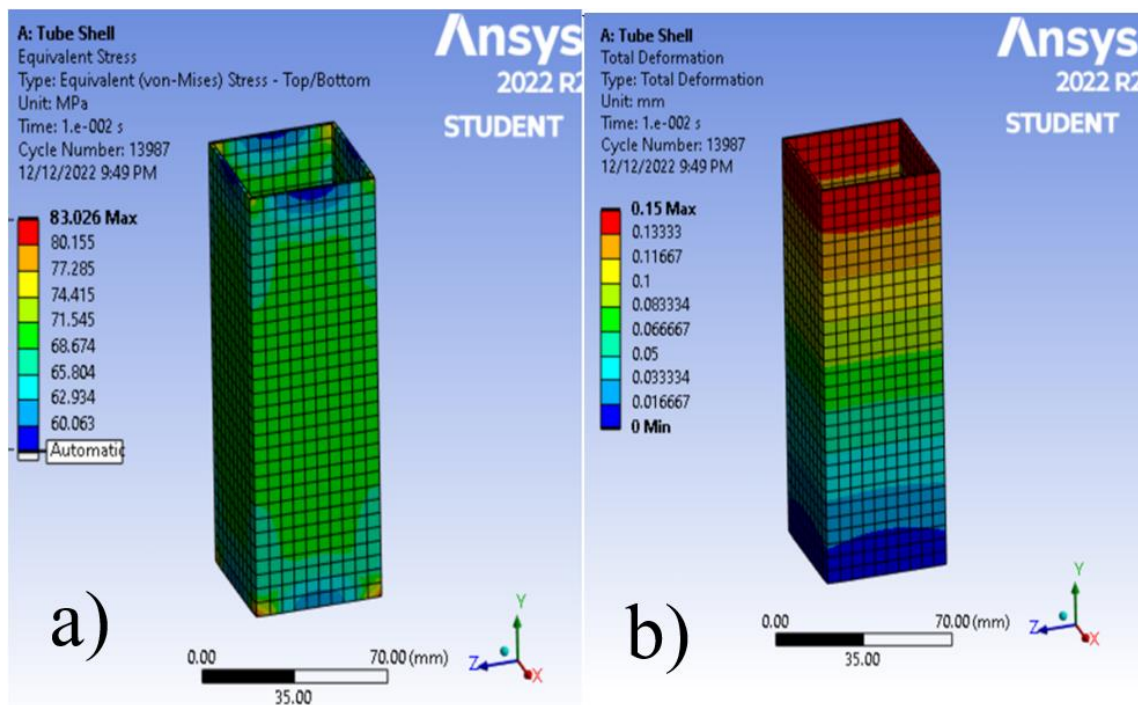 A: Tube Shell
Equivalent Stress
Type: Equivalent (von-Mises) Stress - Top/Bottom
Unit: MPa
Time: 1.e-002 s
Cycle Number: 13987
12/12/2022 9:49 PM
Ansys
2022 R2
STUDENT
83.026 Max
80.155
77.285
74.415
71.545
68.674
65.804
62.934
60.063
Automatic
a)
0.00
70.00 (mm)
35.00
Y
Z
X
A: Tube Shell
Total Deformation
Type: Total Deformation
Unit: mm
Time: 1.e-002 s
Cycle Number: 13987
12/12/2022 9:49 PM
Ansys
2022 R2
STUDENT
0.15 Max
0.13333
0.11667
0.1
0.083334
0.066667
0.05
0.033334
0.016667
0 Min
b)
0.00
70.00 (mm)
35.00
Y
Z
X